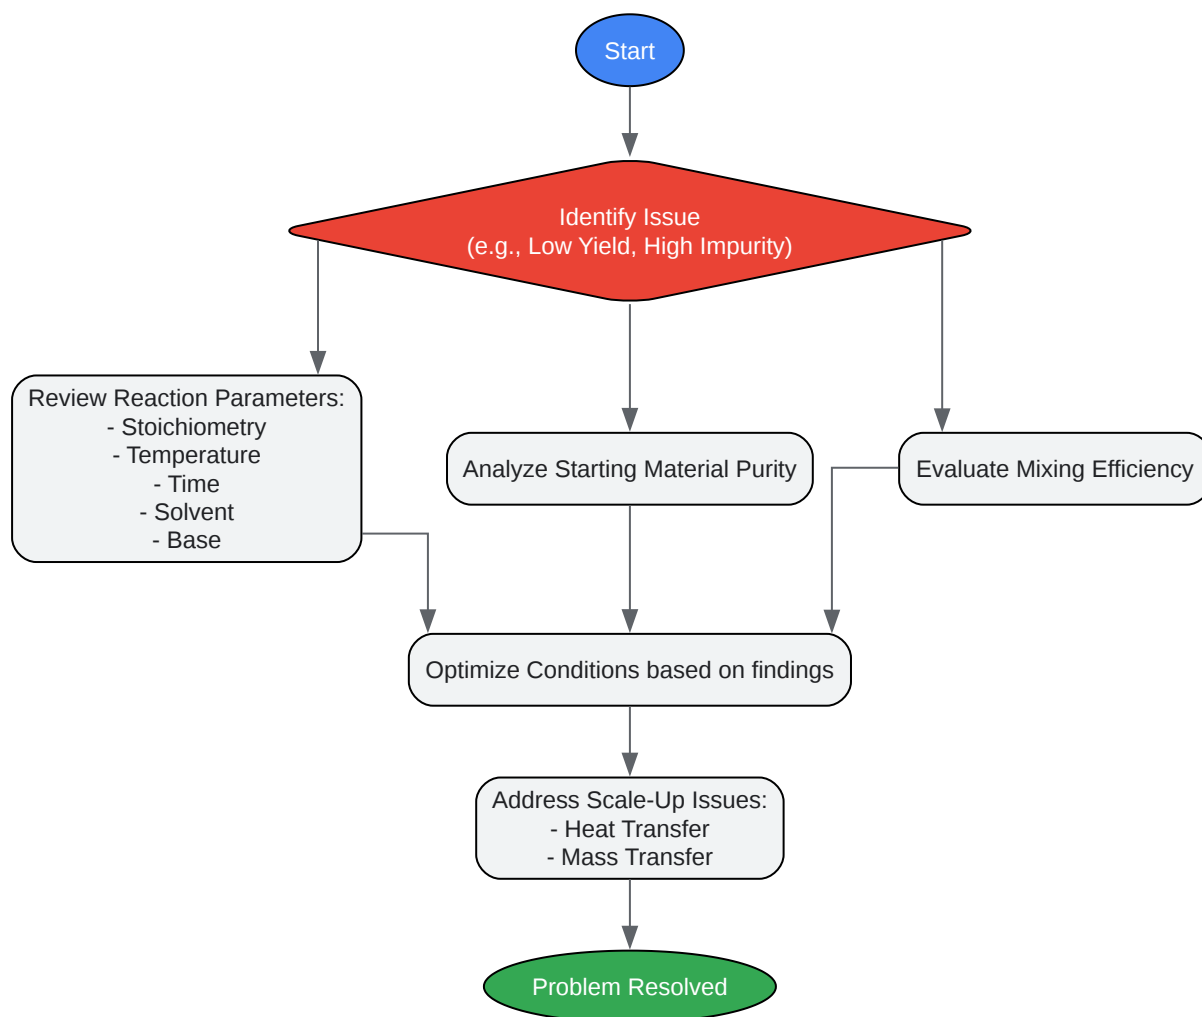 Start
Identify Issue
(e.g., Low Yield, High Impurity)
Review Reaction Parameters:
- Stoichiometry
- Temperature
- Time
- Solvent
- Base
Analyze Starting Material Purity
Evaluate Mixing Efficiency
Optimize Conditions based on findings
Address Scale-Up Issues:
- Heat Transfer
- Mass Transfer
Problem Resolved